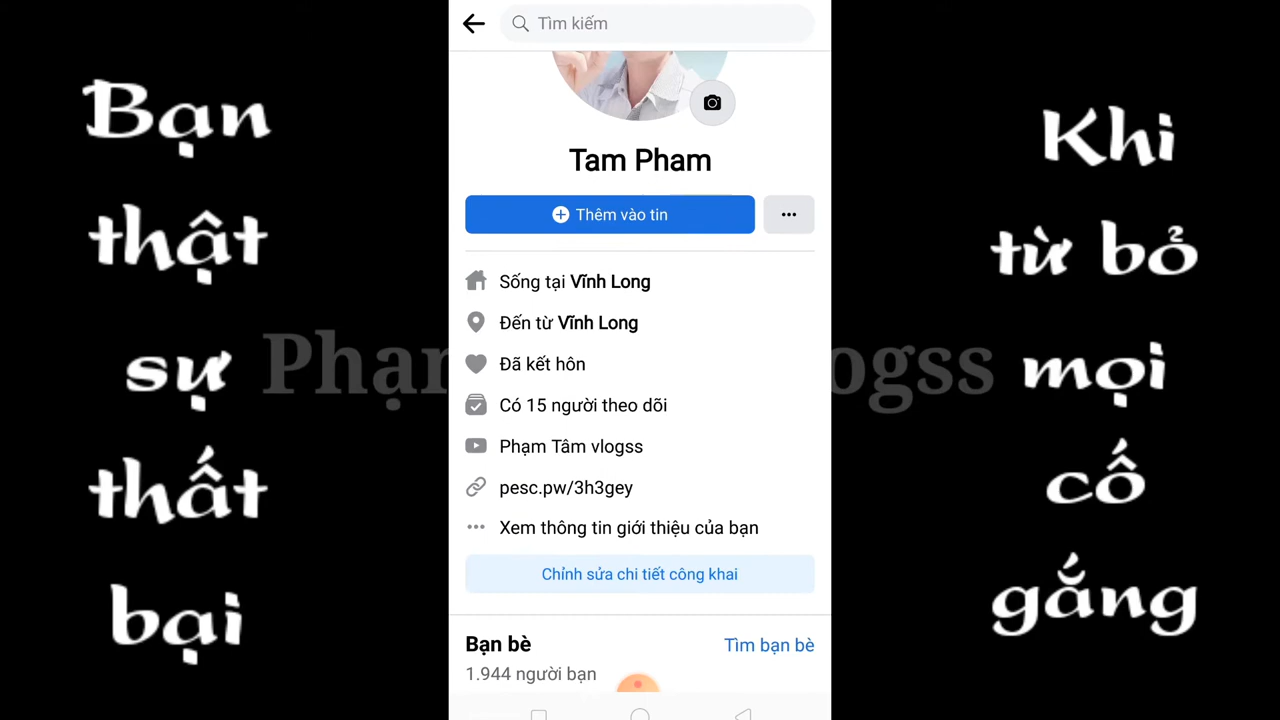 Bạn
thật
sự
thất
bại
Tìm kiếm
Tam Pham
Thêm vào tin
Sống tại Vĩnh Long
Đến từ Vĩnh Long
Đã kết hôn
Có 15 người theo dõi
Phạm Tâm vlogss
pesc.pw/3h3gey
Xem thông tin giới thiệu của bạn
Chỉnh sửa chi tiết công khai
Bạn bè
Tìm bạn bè
1.944 người bạn
Khi
từ bỏ
mọi
cố
gắng